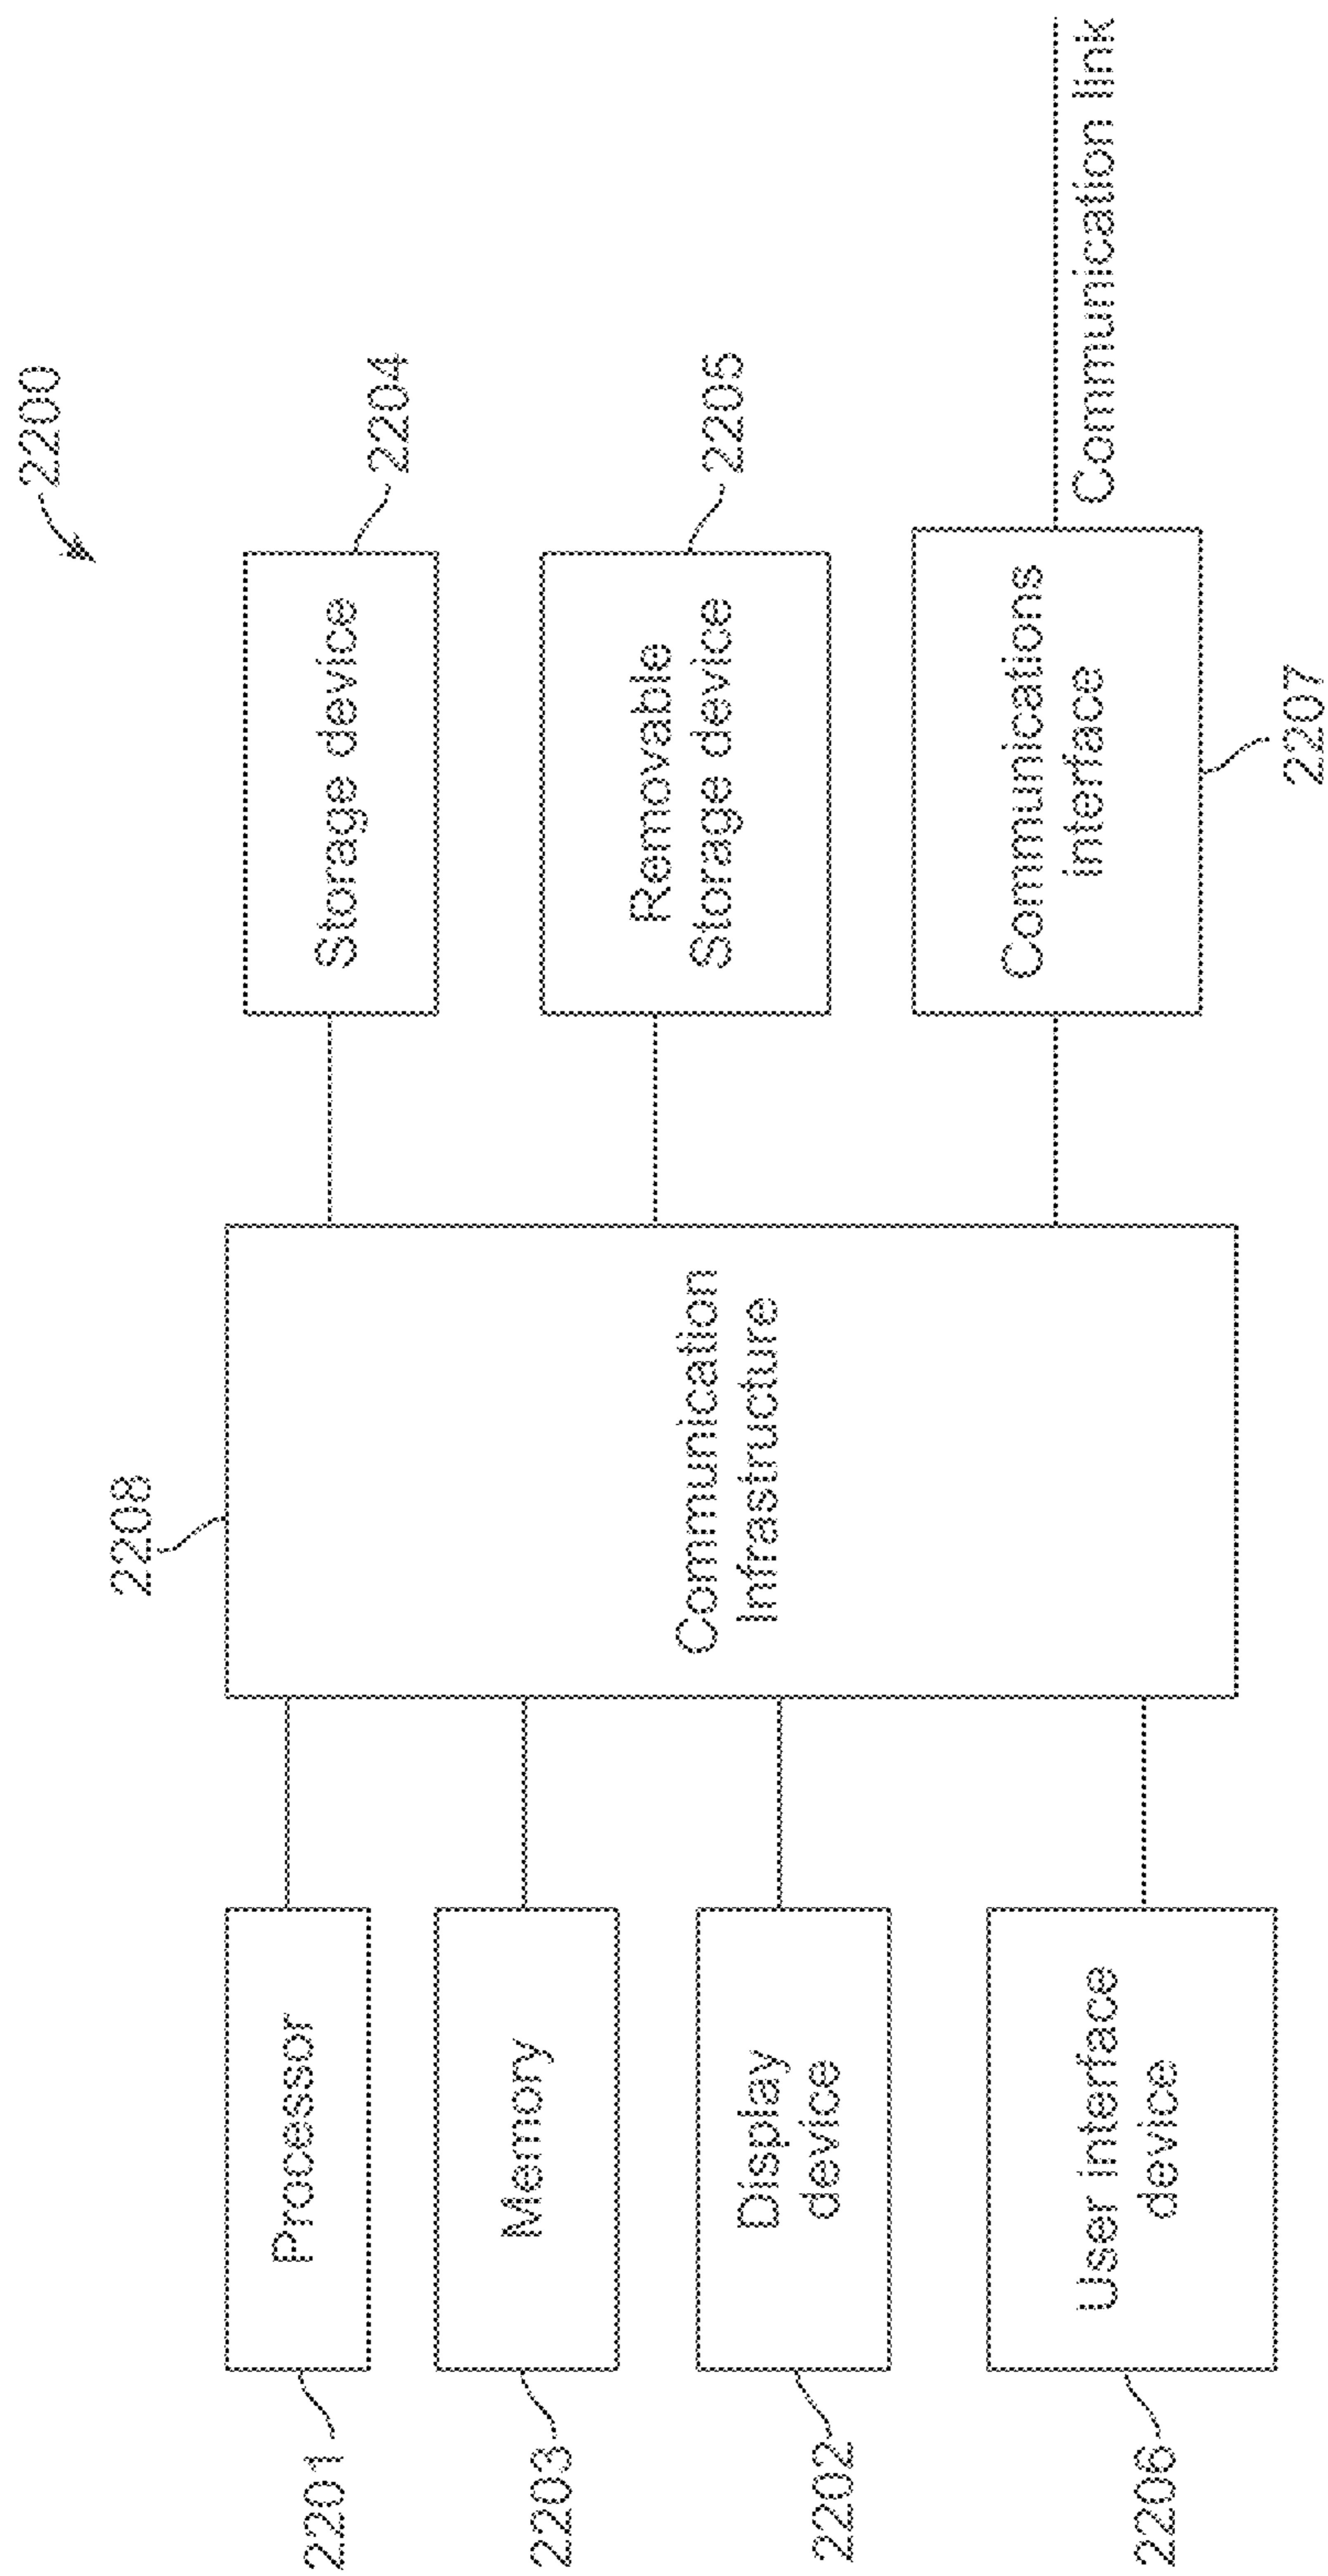 2200
2208
2201
Processor
2203
Memory
2202
Display
device
2206
User interface
device
Communication
Infrastructure
Storage device
2204
Removable
Storage device
2205
Communications
interface
2207
Communication link